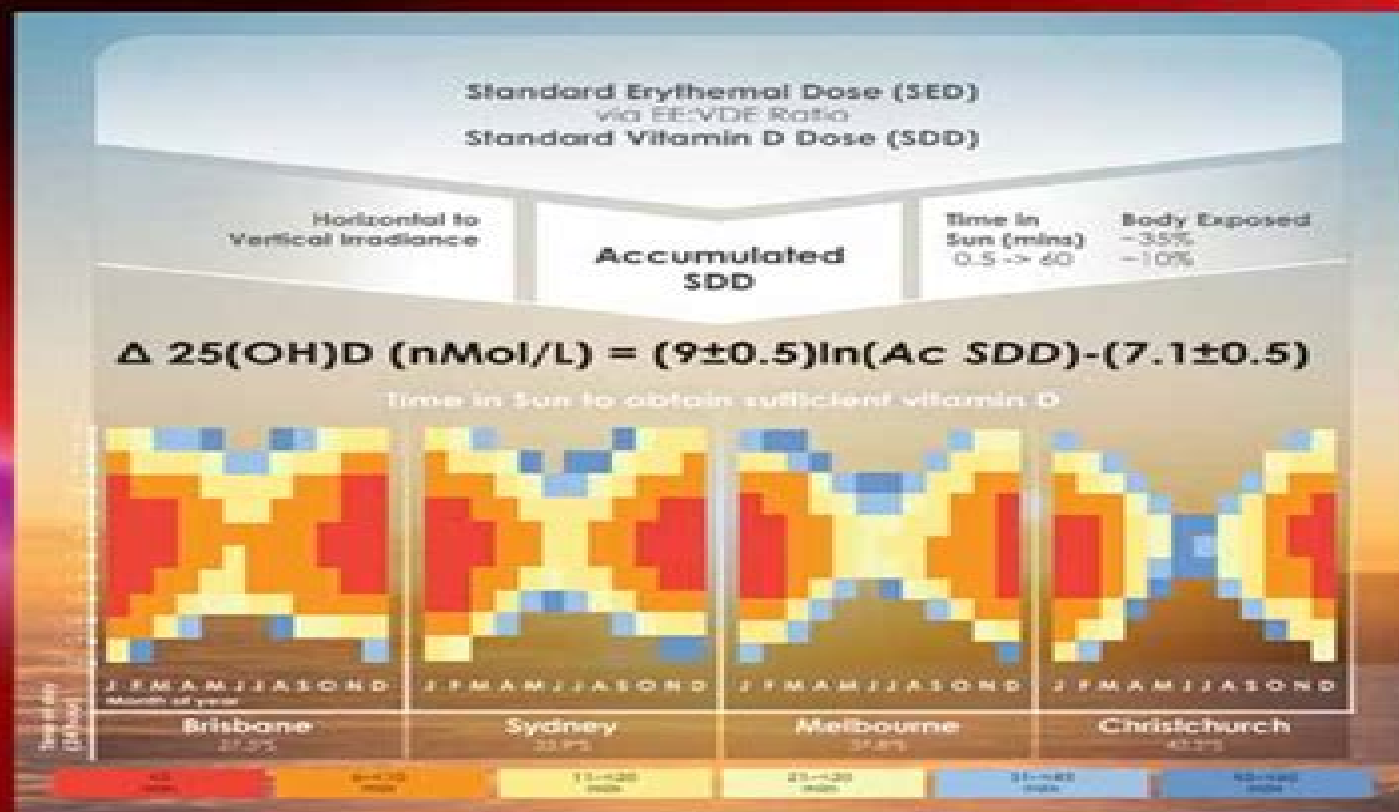 Standard Erythemal Dose (SED)
via EE:VDE Ratio
Standard Vitamin D Dose (SDD)
Horizontal to
Vertical Irradiance
Accumulated
SDD
Time in
Sun (mins)
0.5 -> 60
Body Exposed
~35%
~10%
Δ 25(OH)D (nMol/L) = (9±0.5)ln(Ac SDD)-(7.1±0.5)
Time in Sun to obtain sufficient vitamin D
J F M A M J J A S O N D
J F M A M J J A S O N D
J F M A M J J A S O N D
J F M A M J J A S O N D
Month of year
Brisbane
Sydney
Melbourne
Christchurch